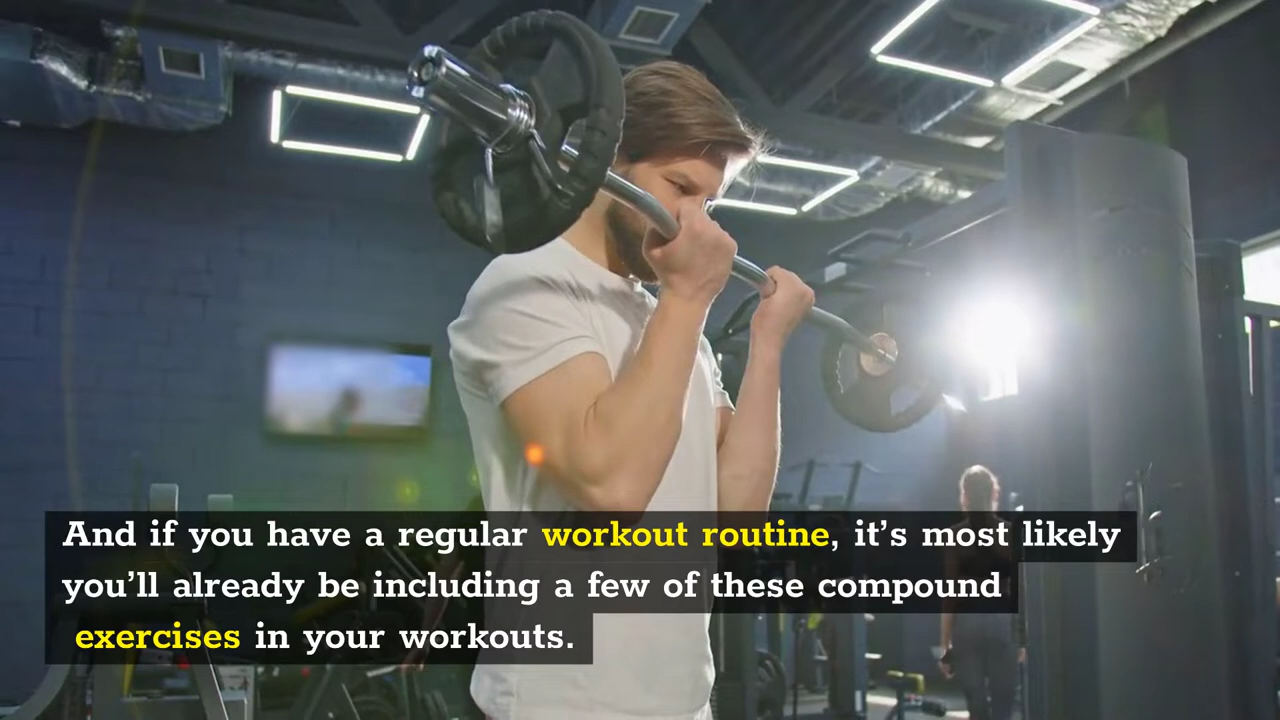 And if you have a regular workout routine, it’s most likely
you’ll already be including a few of these compound
exercises in your workouts.